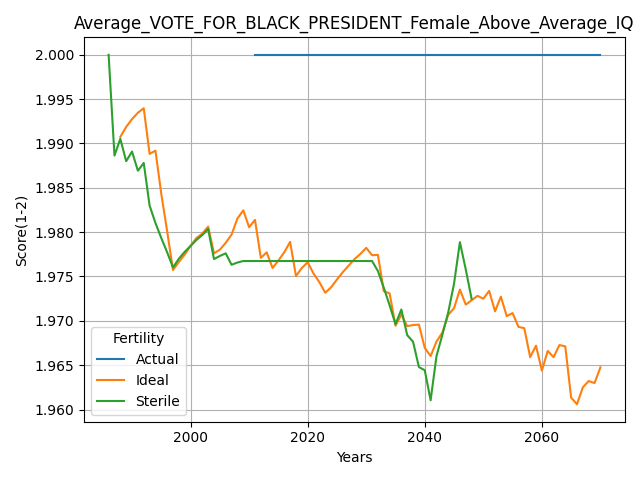 Average_VOTE_FOR_BLACK_PRESIDENT_Female_Above_Average_IQ
2.000
1.995
1.990
1.985
1.980
1.975
1.970
1.965
1.960
Score(1-2)
Fertility
Actual
Ideal
Sterile
2000 2020 2040 2060
Years